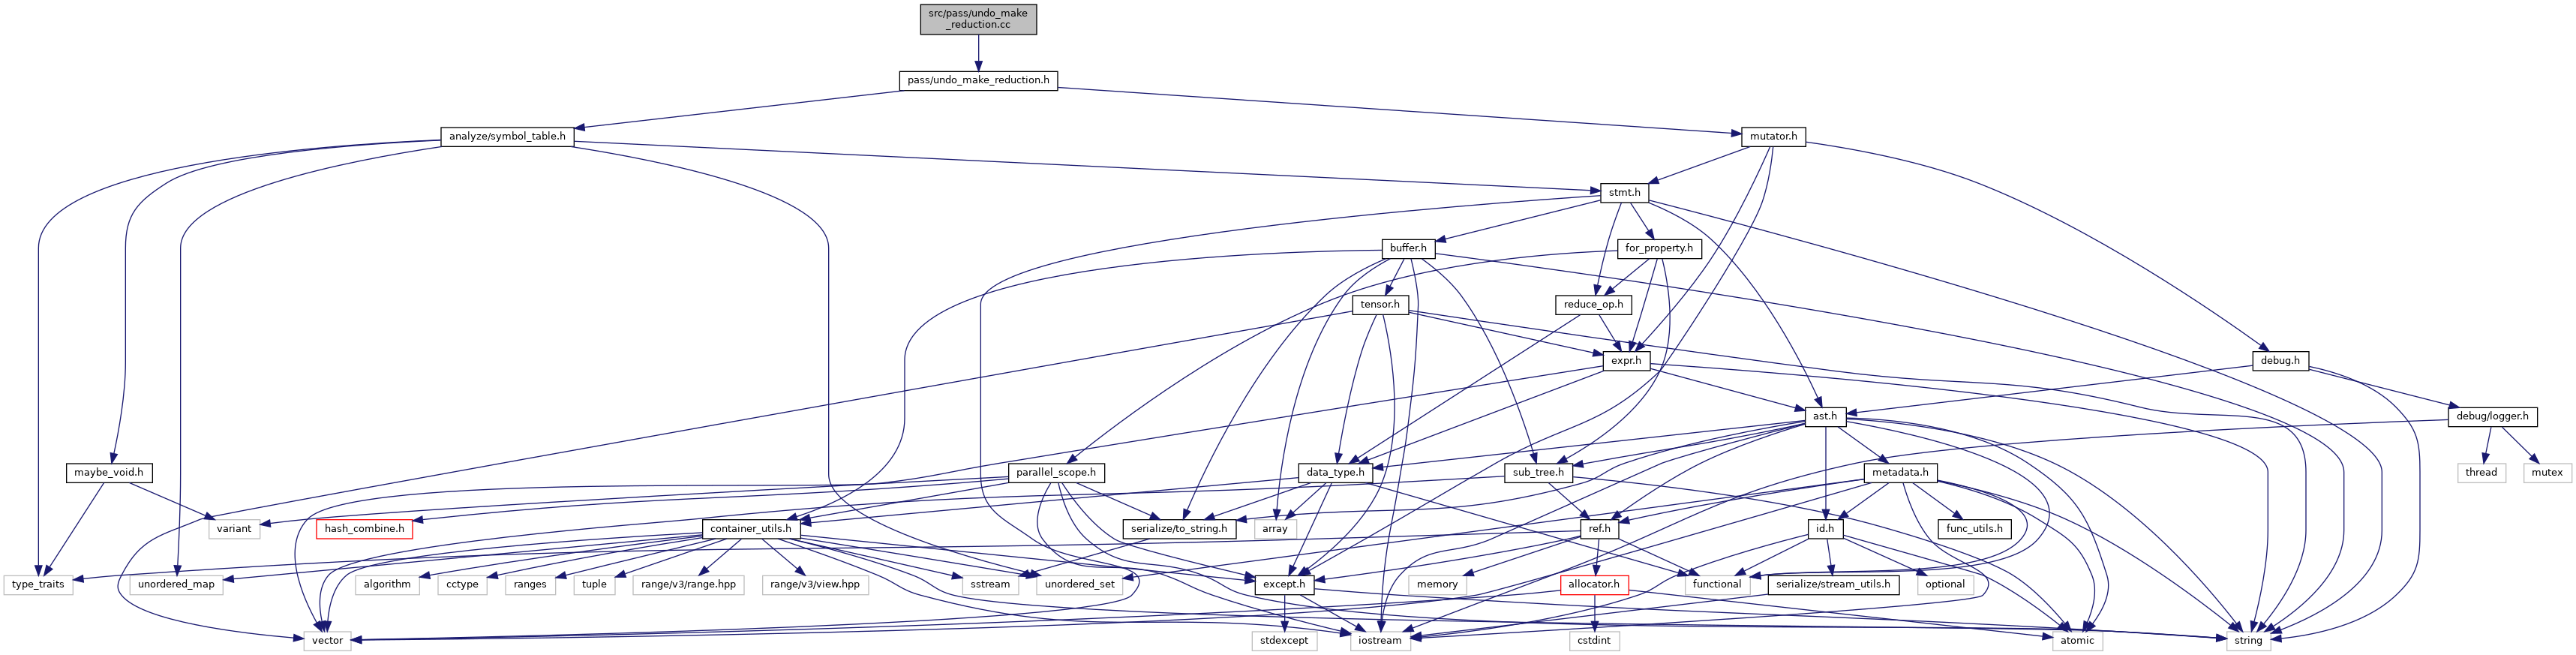 src/pass/undo_make
_reduction.cc
pass/undo_make_reduction.h
analyze/symbol_table.h
mutator.h
stmt.h
buffer.h
for_property.h
tensor.h
reduce_op.h
expr.h
debug.h
ast.h
debug/logger.h
maybe_void.h
parallel_scope.h
data_type.h
sub_tree.h
metadata.h
thread
mutex
variant
hash_combine.h
container_utils.h
serialize/to_string.h
array
ref.h
id.h
func_utils.h
type_traits
unordered_map
algorithm
cctype
ranges
tuple
range/v3/range.hpp
range/v3/view.hpp
sstream
unordered_set
except.h
memory
allocator.h
functional
serialize/stream_utils.h
optional
vector
stdexcept
iostream
cstdint
atomic
string